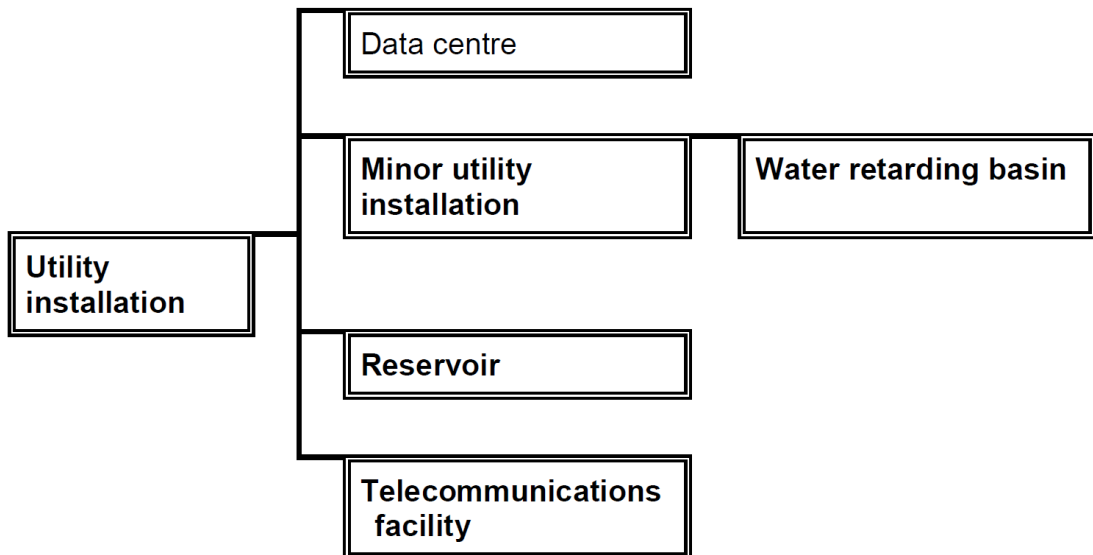 Data centre
Minor utility
installation
Water retarding basin
Utility
installation
Reservoir
Telecommunications
facility